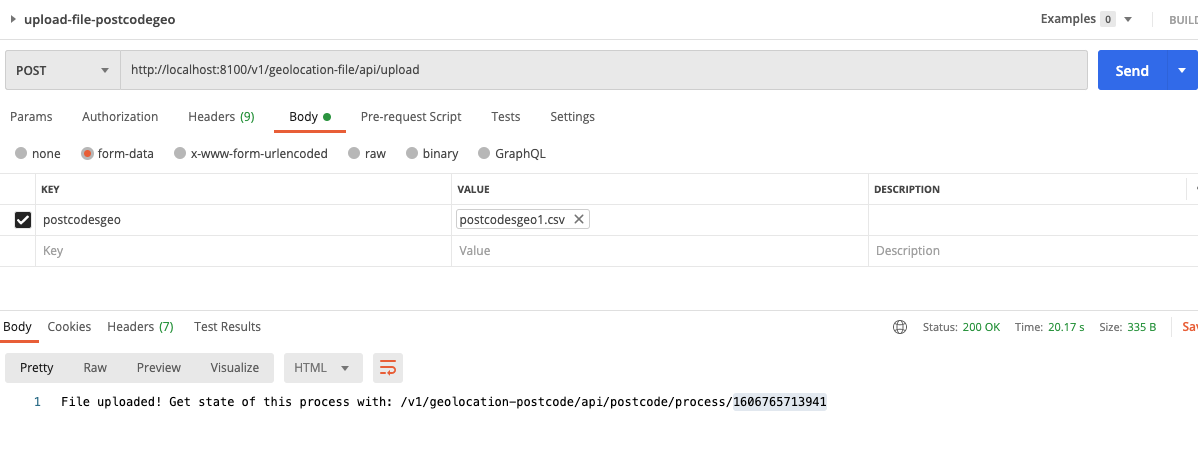 upload-file-postcodegeo Examples 0 BUILD
POST http://localhost:8100/v1/geolocation-file/api/upload Send
Params Authorization Headers (9) Body Pre-request Script Tests Settings
none form-data x-www-form-urlencoded raw binary GraphQL
KEY VALUE DESCRIPTION
postcodesgeo postcodesgeo1.csv
Key Value Description
Body Cookies Headers (7) Test Results Status: 200 OK Time: 20.17 s Size: 335 B Sav
Pretty Raw Preview Visualize HTML
1 File uploaded! Get state of this process with: /v1/geolocation-postcode/api/postcode/process/1606765713941